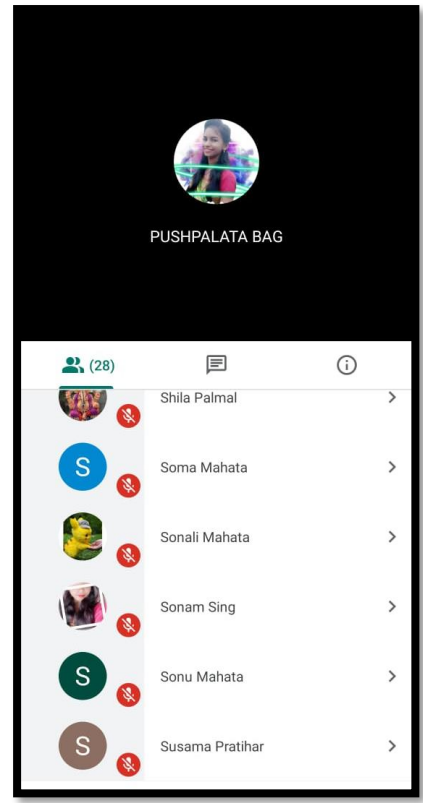 PUSHPALATA BAG
(28)
Shila Palmal
S
Soma Mahata
Sonali Mahata
Sonam Sing
S
Sonu Mahata
S
Susama Pratihar